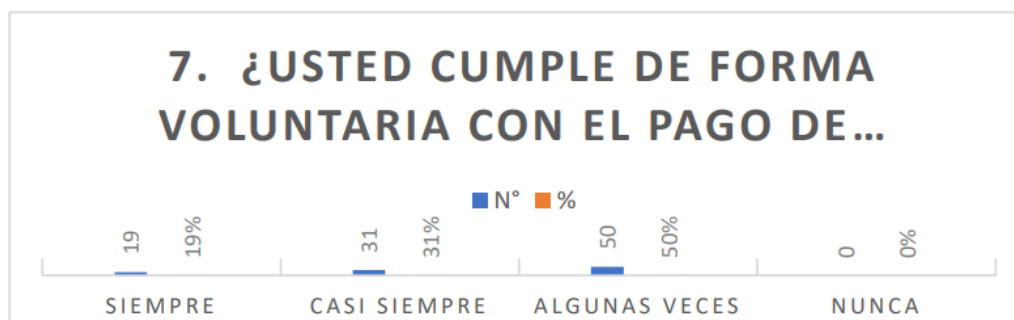 7. ¿USTED CUMPLE DE FORMA
VOLUNTARIA CON EL PAGO DE...
N° %
19 19% 31 31% 50 50% 0 0%
SIEMPRE CASI SIEMPRE ALGUNAS VECES NUNCA